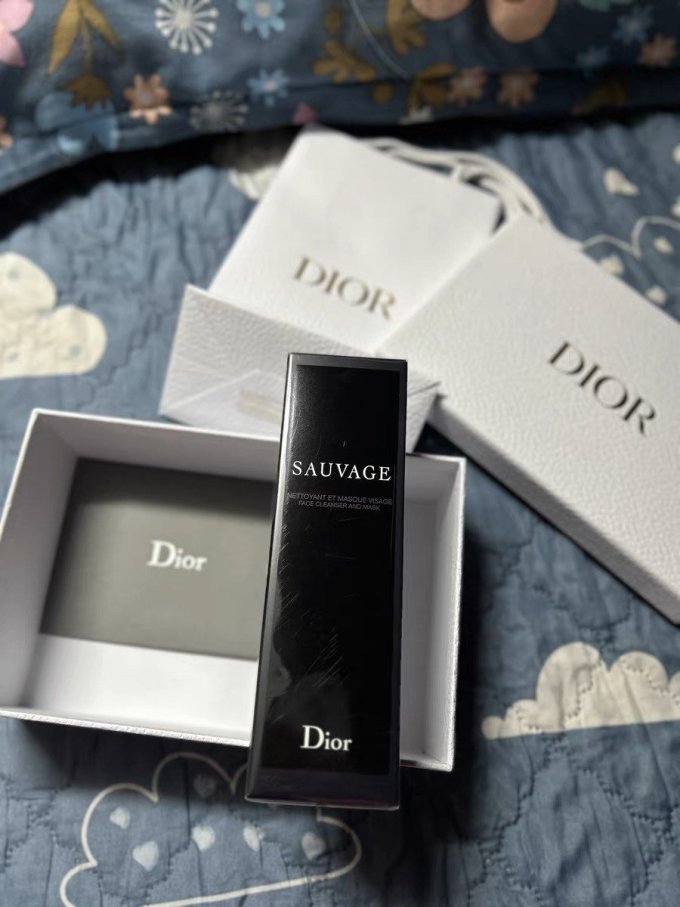 DIOR
DIOR
SAUVAGE
NETTOYANT ET MASQUE VISAGE
FACE CLEANSER AND MASK
Dior
Dior